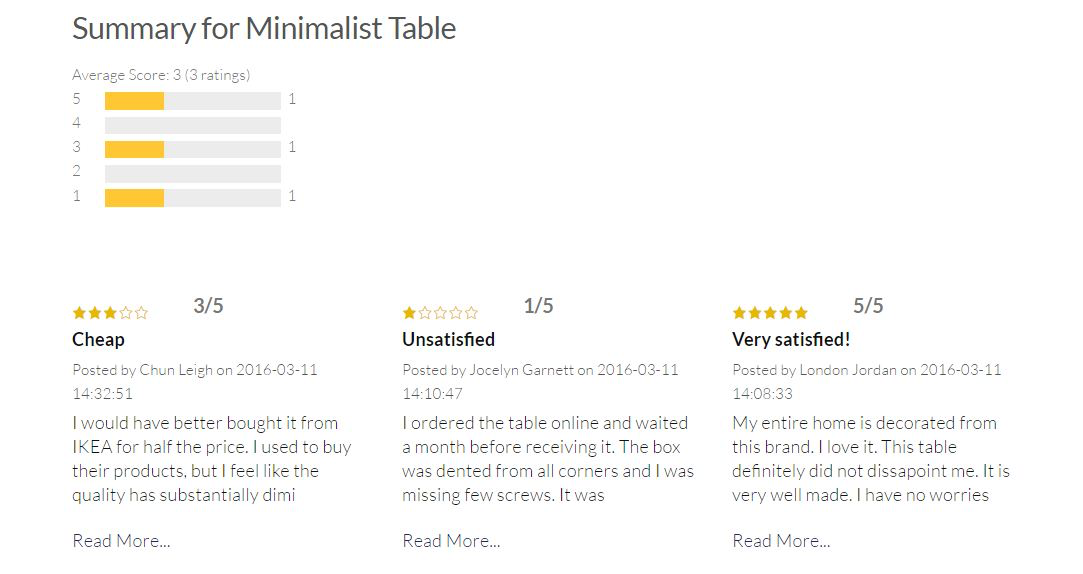 Summary for Minimalist Table
Average Score: 3 (3 ratings)
5 1
4
3 1
2
1 1
3/5
Cheap
Posted by Chun Leigh on 2016-03-11
14:32:51
I would have better bought it from
IKEA for half the price. I used to buy
their products, but I feel like the
quality has substantially dimi
Read More...
1/5
Unsatisfied
Posted by Jocelyn Garnett on 2016-03-11
14:10:47
I ordered the table online and waited
a month before receiving it. The box
was dented from all corners and I was
missing few screws. It was
Read More...
5/5
Very satisfied!
Posted by London Jordan on 2016-03-11
14:08:33
My entire home is decorated from
this brand. I love it. This table
definitely did not dissapoint me. It is
very well made. I have no worries
Read More...